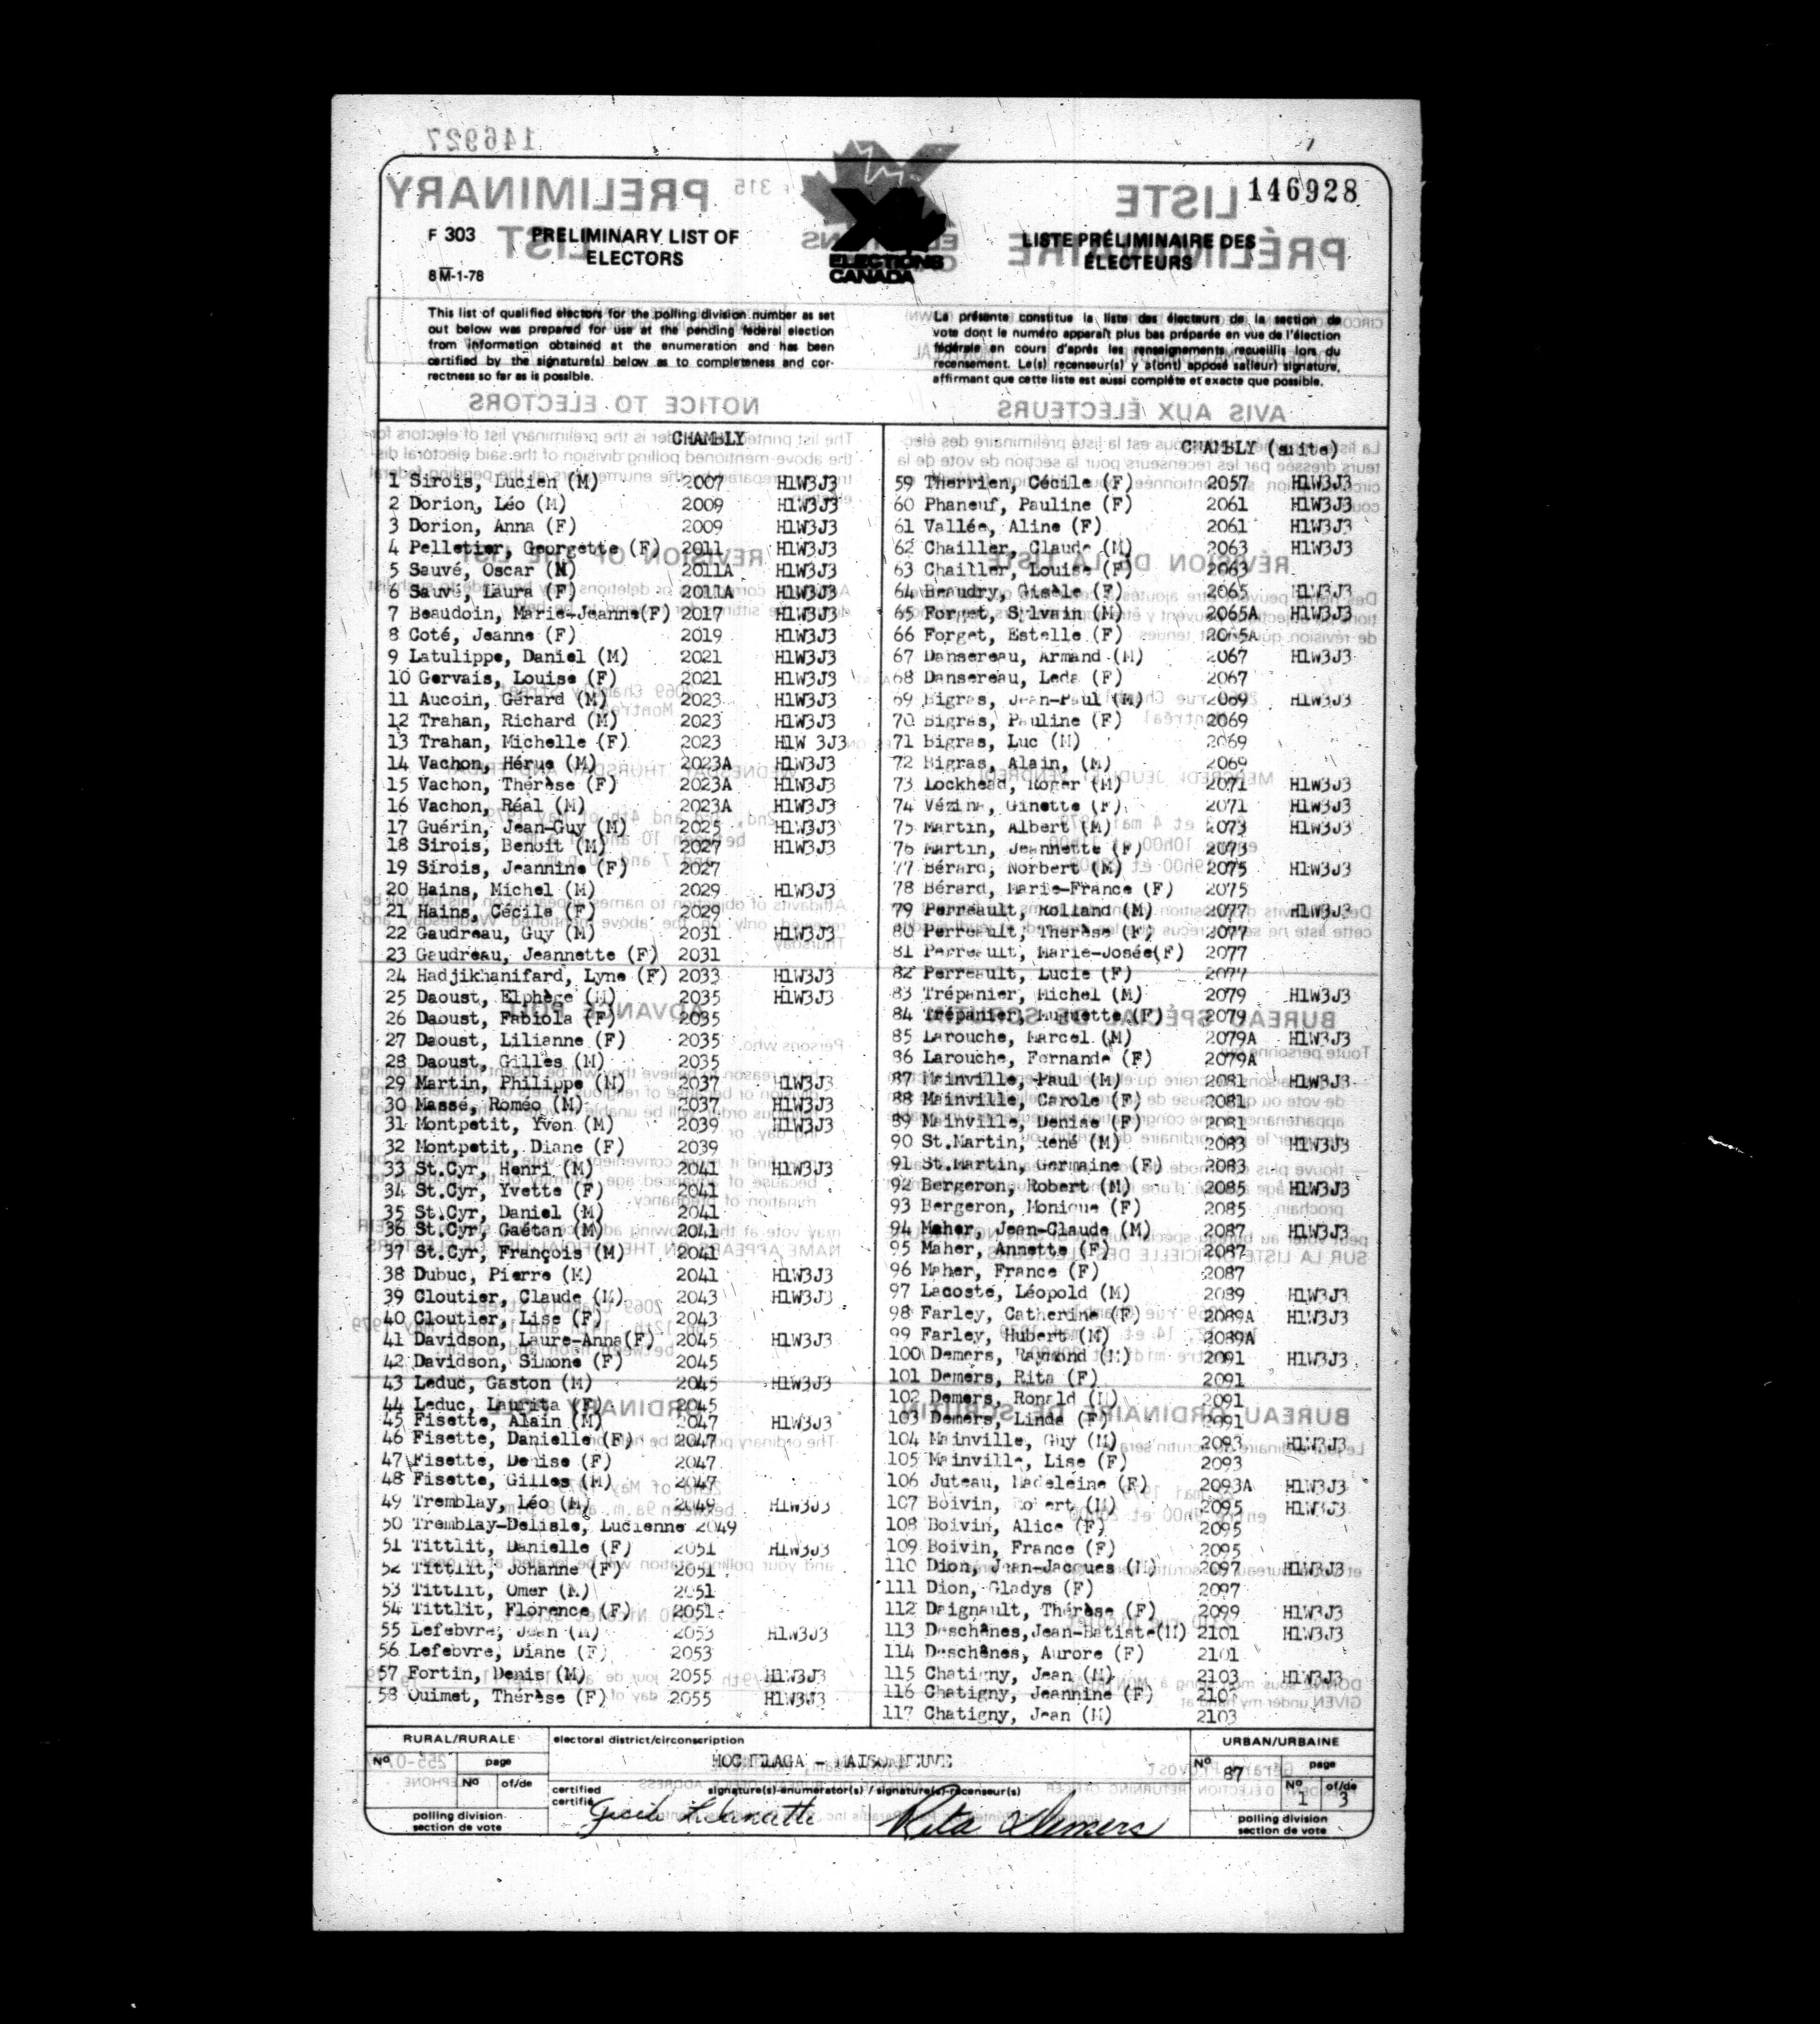 146928
F 303
PRELIMINARY LIST OF
ELECTORS
8M-1-78
ELECTIONS
CANADA
LISTE PRÉLIMINAIRE DES
ÉLECTEURS
This list of qualified electors for the polling division number as set
out below was prepared for use at the pending federal election
from information obtained at the enumeration and has been
certified by the signature(s) below as to completeness and cor-
rectness so far as is possible.
La présente constitue la liste des électeurs de la section de
vote dont le numéro apparaît plus bas préparée en vue de l'élection
fédérale en cours d'après les renseignements recueillis lors du
recensement. Le(s) recenseur(s) y a(ont) apposé sa(leur) signature,
affirmant que cette liste est aussi complète et exacte que possible.
CHAMBLY
1 Sirois, Lucien (M) 2007 H1W3J3
2 Dorion, Léo (M) 2009 H1W3J3
3 Dorion, Anna (F) 2009 H1W3J3
4 Pelletier, Georgette (F) 2011 H1W3J3
5 Sauvé, Oscar (M) 2011A H1W3J3
6 Sauvé, Laura (F) 2011A H1W3J3
7 Beaudoin, Marie-Jeanne(F) 2017 H1W3J3
8 Coté, Jeanne (F) 2019 H1W3J3
9 Latulippe, Daniel (M) 2021 H1W3J3
10 Gervais, Louise (F) 2021 H1W3J3
11 Aucoin, Gérard (M) 2023 H1W3J3
12 Trahan, Richard (M) 2023 H1W3J3
13 Trahan, Michelle (F) 2023 H1W 3J3
14 Vachon, Hérue (M) 2023A H1W3J3
15 Vachon, Thérèse (F) 2023A H1W3J3
16 Vachon, Réal (M) 2023A H1W3J3
17 Guérin, Jean-Guy (M) 2025 H1W3J3
18 Sirois, Benoit (M) 2027 H1W3J3
19 Sirois, Jeannine (F) 2027
20 Hains, Michel (M) 2029 H1W3J3
21 Hains, Cécile (F) 2029
22 Gaudreau, Guy (M) 2031 H1W3J3
23 Gaudreau, Jeannette (F) 2031
24 Hadjikhanifard, Lyne (F) 2033 H1W3J3
25 Daoust, Elphège (M) 2035 H1W3J3
26 Daoust, Fabiola (F) 2035
27 Daoust, Lilianne (F) 2035
28 Daoust, Gilles (M) 2035
29 Martin, Philippe (M) 2037 H1W3J3
30 Massé, Roméo (M) 2037 H1W3J3
31 Montpetit, Yvon (M) 2039 H1W3J3
32 Montpetit, Diane (F) 2039
33 St.Cyr, Henri (M) 2041 H1W3J3
34 St.Cyr, Yvette (F) 2041
35 St.Cyr, Daniel (M) 2041
36 St.Cyr, Gaétan (M) 2041
37 St.Cyr, François (M) 2041
38 Dubuc, Pierre (M) 2041 H1W3J3
39 Cloutier, Claude (M) 2043 H1W3J3
40 Cloutier, Lise (F) 2043
41 Davidson, Laure-Anna(F) 2045 H1W3J3
42 Davidson, Simone (F) 2045
43 Leduc, Gaston (M) 2045 H1W3J3
44 Leduc, Laurita (F) 2045
45 Fisette, Alain (M) 2047 H1W3J3
46 Fisette, Danielle (F) 2047
47 Fisette, Denise (F) 2047
48 Fisette, Gilles (M) 2047
49 Tremblay, Léo (M) 2049 H1W3J3
50 Tremblay-Delisle, Lucienne 2049
51 Tittlit, Danielle (F) 2051 H1W3J3
52 Tittlit, Johanne (F) 2051
53 Tittlit, Omer (M) 2051
54 Tittlit, Florence (F) 2051
55 Lefebvre, Jean (M) 2053 H1W3J3
56 Lefebvre, Diane (F) 2053
57 Fortin, Denis (M) 2055 H1W3J3
58 Ouimet, Thérèse (F) 2055 H1W3J3
CHAMBLY (suite)
59 Therrien, Cécile (F) 2057 H1W3J3
60 Phaneuf, Pauline (F) 2061 H1W3J3
61 Vallée, Aline (F) 2061 H1W3J3
62 Chailler, Claude (M) 2063 H1W3J3
63 Chailler, Louise (F) 2063
64 Beaudry, Gisèle (F) 2065 H1W3J3
65 Forget, Sylvain (M) 2065A H1W3J3
66 Forget, Estelle (F) 2065A
67 Dansereau, Armand (M) 2067 H1W3J3
68 Dansereau, Leda (F) 2067
69 Bigras, Jean-Paul (M) 2069 H1W3J3
70 Bigras, Pauline (F) 2069
71 Bigras, Luc (M) 2069
72 Bigras, Alain, (M) 2069
73 Lockhead, Roger (M) 2071 H1W3J3
74 Vézina, Ginette (F) 2071 H1W3J3
75 Martin, Albert (M) 2073 H1W3J3
76 Martin, Jeannette (F) 2073
77 Bérard, Norbert (M) 2075 H1W3J3
78 Bérard, Marie-France (F) 2075
79 Perreault, Rolland (M) 2077 H1W3J3
80 Perreault, Thérèse (F) 2077
81 Perreault, Marie-Josée(F) 2077
82 Perreault, Lucie (F) 2077
83 Trépanier, Michel (M) 2079 H1W3J3
84 Trépanier, Huguette (F) 2079
85 Larouche, Marcel (M) 2079A H1W3J3
86 Larouche, Fernande (F) 2079A
87 Mainville, Paul (M) 2081 H1W3J3
88 Mainville, Carole (F) 2081
89 Mainville, Denise (F) 2081
90 St.Martin, René (M) 2083 H1W3J3
91 St.Martin, Germaine (F) 2083
92 Bergeron, Robert (M) 2085 H1W3J3
93 Bergeron, Monique (F) 2085
94 Maher, Jean-Claude (M) 2087 H1W3J3
95 Maher, Annette (F) 2087
96 Maher, France (F) 2087
97 Lacoste, Léopold (M) 2089 H1W3J3
98 Farley, Catherine (F) 2089A H1W3J3
99 Farley, Hubert (M) 2089A
100 Demers, Raymond (M) 2091 H1W3J3
101 Demers, Rita (F) 2091
102 Demers, Ronald (M) 2091
103 Demers, Linda (F) 2091
104 Mainville, Guy (M) 2093 H1W3J3
105 Mainville, Lise (F) 2093
106 Juteau, Madeleine (F) 2093A H1W3J3
107 Boivin, Robert (M) 2095 H1W3J3
108 Boivin, Alice (F) 2095
109 Boivin, France (F) 2095
110 Dion, Jean-Jacques (M) 2097 H1W3J3
111 Dion, Gladys (F) 2097
112 Daignault, Thérèse (F) 2099 H1W3J3
113 Deschênes,Jean-Batiste(M) 2101 H1W3J3
114 Deschênes, Aurore (F) 2101
115 Chatigny, Jean (M) 2103 H1W3J3
116 Chatigny, Jeannine (F) 2103
117 Chatigny, Jean (M) 2103
RURAL/RURALE
No page
No of/de
polling division
section de vote
electoral district/circonscription
HOCHELAGA - MAISONNEUVE
certified
certifié
signature(s)-enumerator(s) / signature(s)-recenseur(s)
Rita Demers
URBAN/URBAINE
No 87 page
No 1 of/de 3
polling division
section de vote